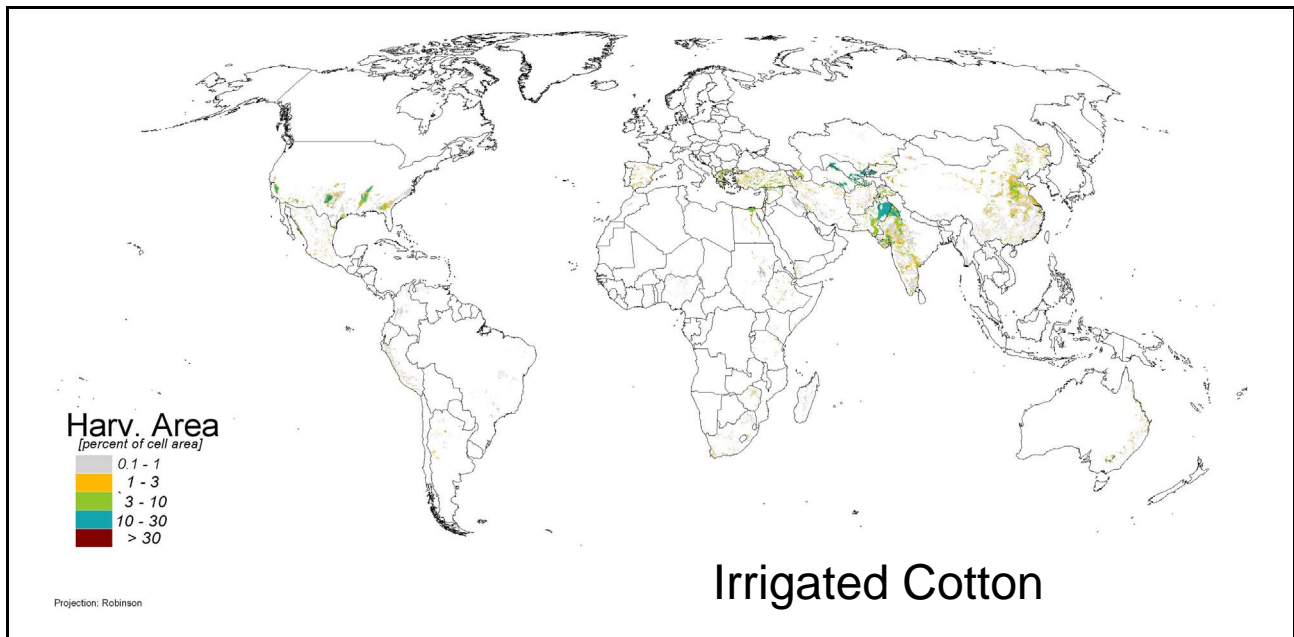 Harv. Area
[percent of cell area]
0.1 - 1
1 - 3
3 - 10
10 - 30
> 30
Irrigated Cotton
Projection: Robinson